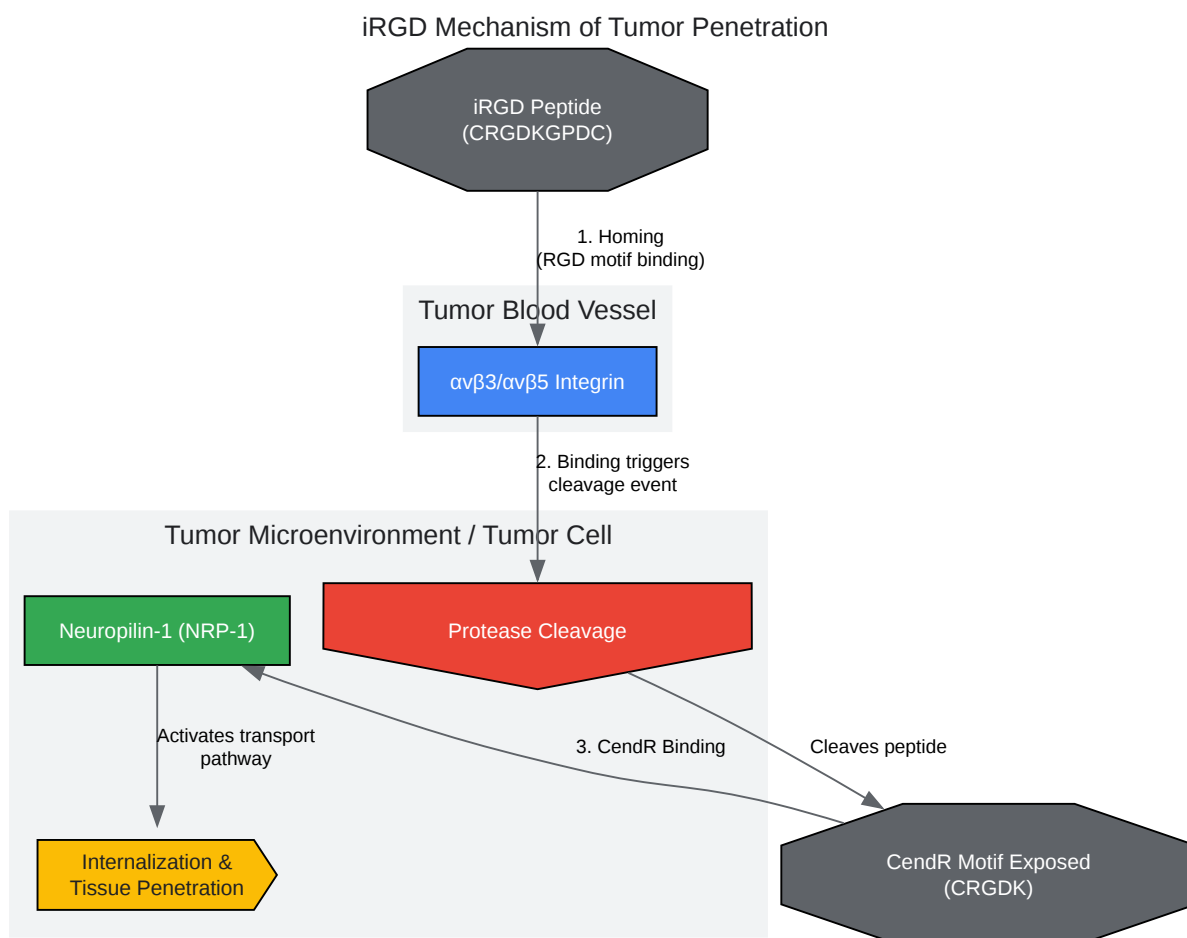 iRGD Mechanism of Tumor Penetration
iRGD Peptide
(CRGDKGPDC)
1. Homing
(RGD motif binding)
Tumor Blood Vessel
αvβ3/αvβ5 Integrin
2. Binding triggers
cleavage event
Tumor Microenvironment / Tumor Cell
Neuropilin-1 (NRP-1)
Protease Cleavage
Activates transport
pathway
3. CendR Binding
Cleaves peptide
Internalization &
Tissue Penetration
CendR Motif Exposed
(CRGDK)